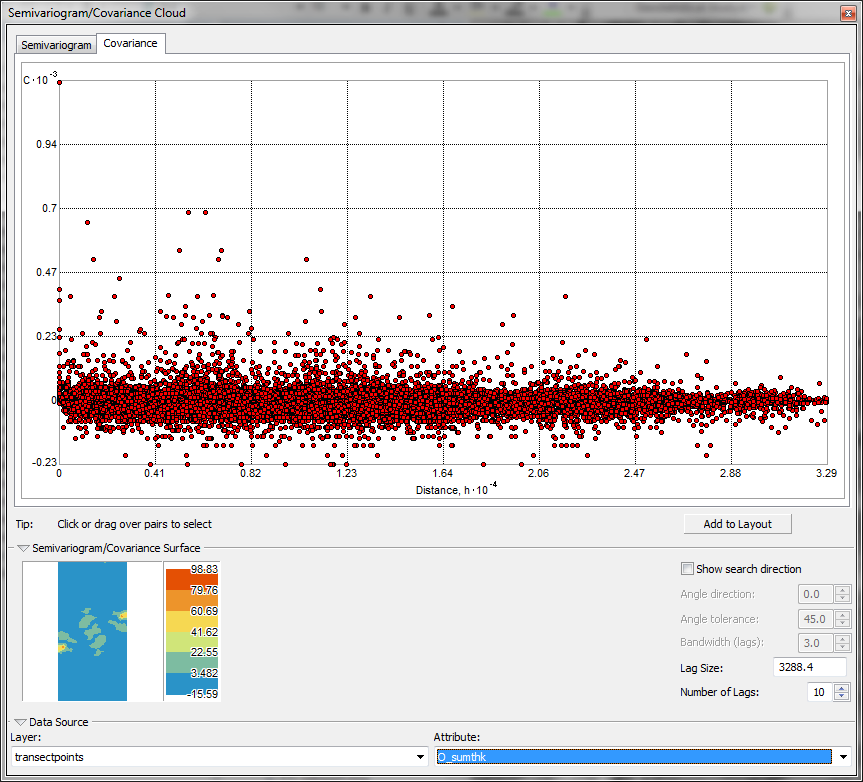 Semivariogram/Covariance Cloud
Semivariogram Covariance
C·10 -3
0.94
0.7
0.47
0.23
0
-0.23
0 0.41 0.82 1.23 1.64 2.06 2.47 2.88 3.29
Distance, h·10 -4
Tip: Click or drag over pairs to select
Add to Layout
Semivariogram/Covariance Surface
98.83
79.76
60.69
41.62
22.55
3.482
-15.59
Show search direction
Angle direction: 0.0
Angle tolerance: 45.0
Bandwidth (lags): 3.0
Lag Size: 3288.4
Number of Lags: 10
Data Source
Layer: Attribute:
transectpoints O_sumthk